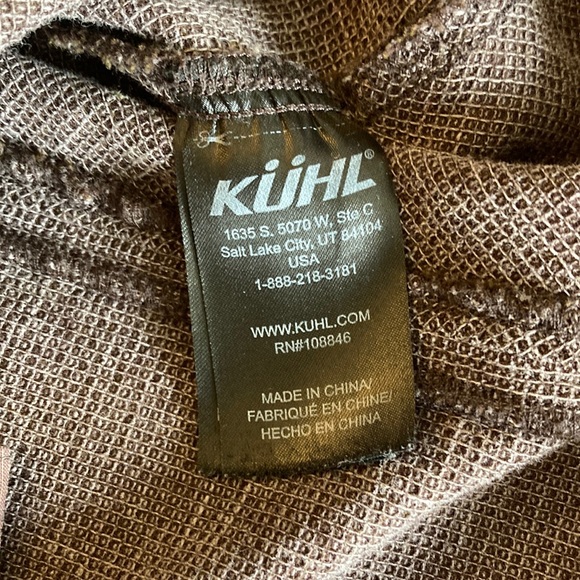 KÜHL®
1635 S. 5070 W, Ste C
Salt Lake City, UT 84104
USA
1-888-218-3181
WWW.KUHL.COM
RN#108846
MADE IN CHINA/
FABRIQUÉ EN CHINE/
HECHO EN CHINA